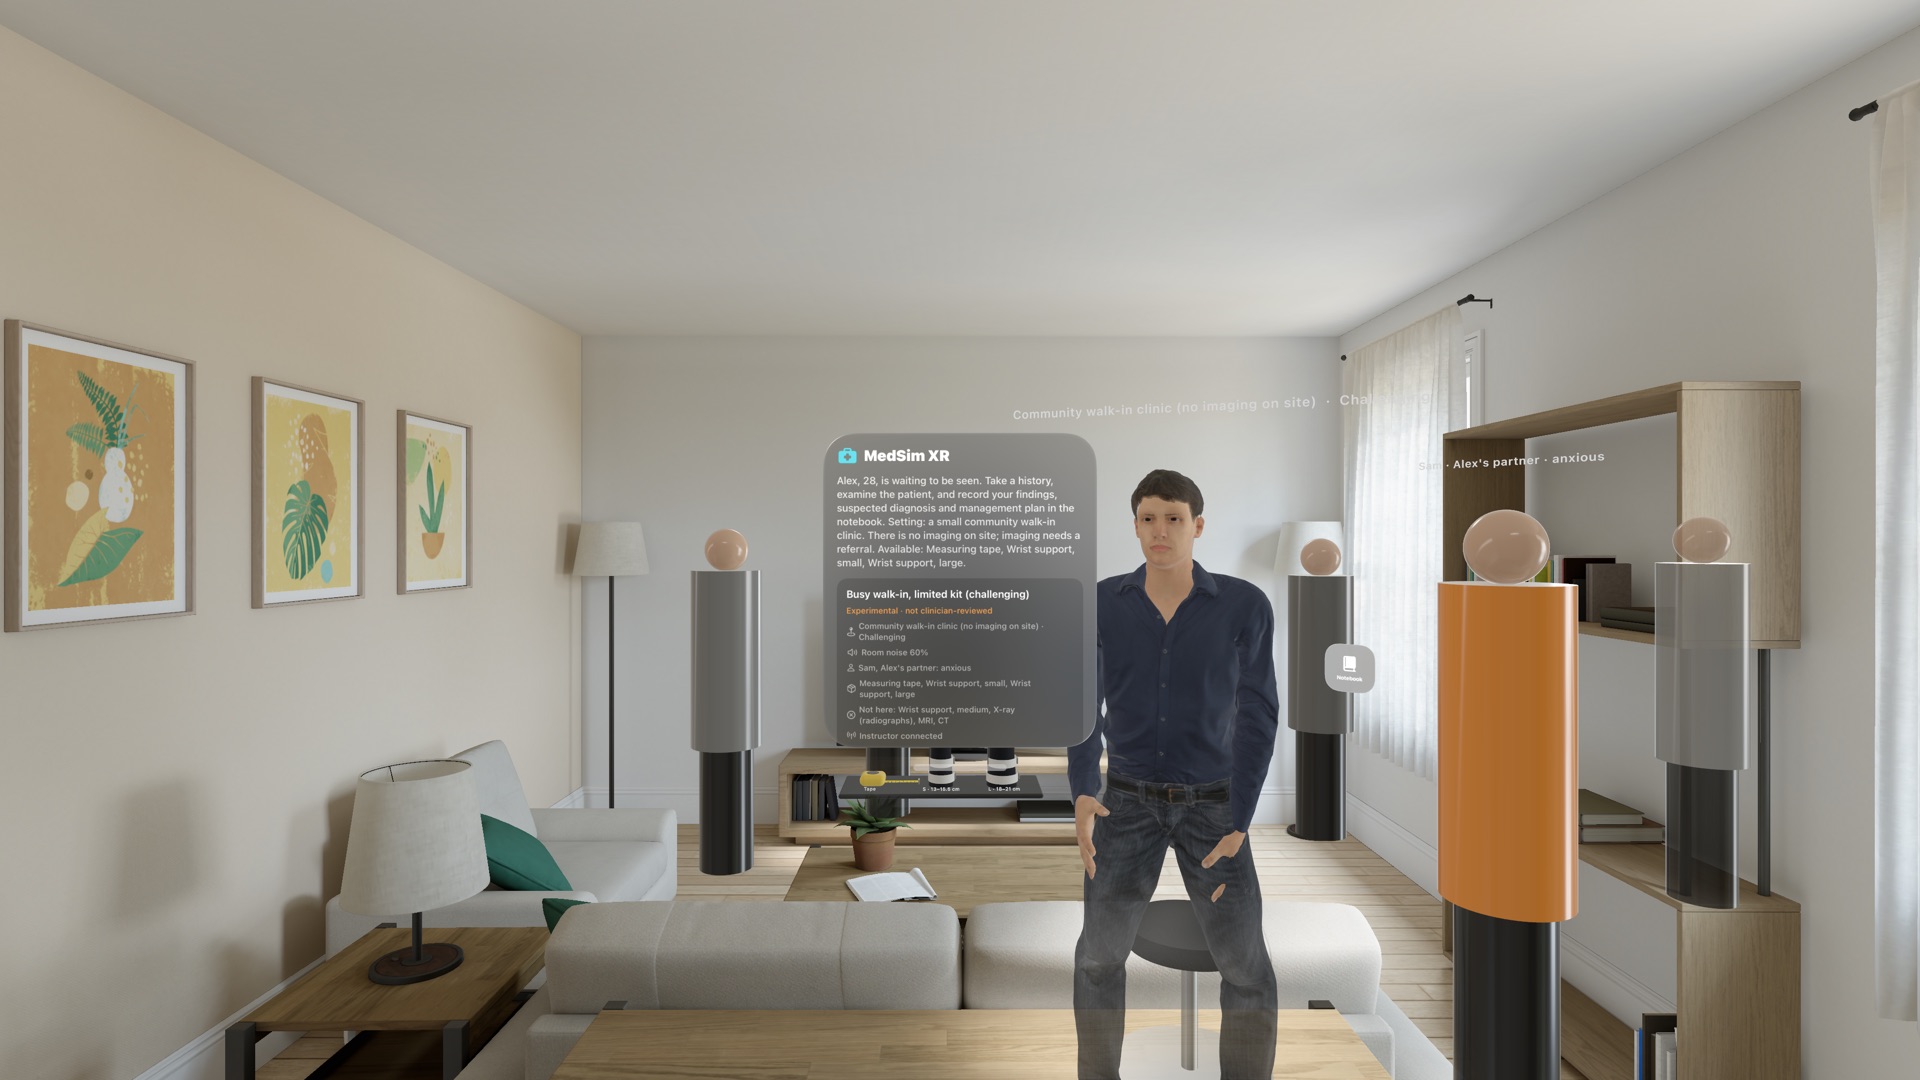 Community walk-in clinic (no imaging on site) · Cha
MedSim XR
Sam · Alex's partner · anxious
Alex, 28, is waiting to be seen. Take a history,
examine the patient, and record your findings,
suspected diagnosis and management plan in the
notebook. Setting: a small community walk-in
clinic. There is no imaging on site; imaging needs a
referral. Available: Measuring tape, Wrist support,
small, Wrist support, large.
Busy walk-in, limited kit (challenging)
Experimental · not clinician-reviewed
Community walk-in clinic (no imaging on site) ·
Challenging
Room noise 60%
Sam, Alex's partner: anxious
Measuring tape, Wrist support, small, Wrist
support, large
Not here: Wrist support, medium, X-ray
(radiographs), MRI, CT
Instructor connected
Notebook
Tape